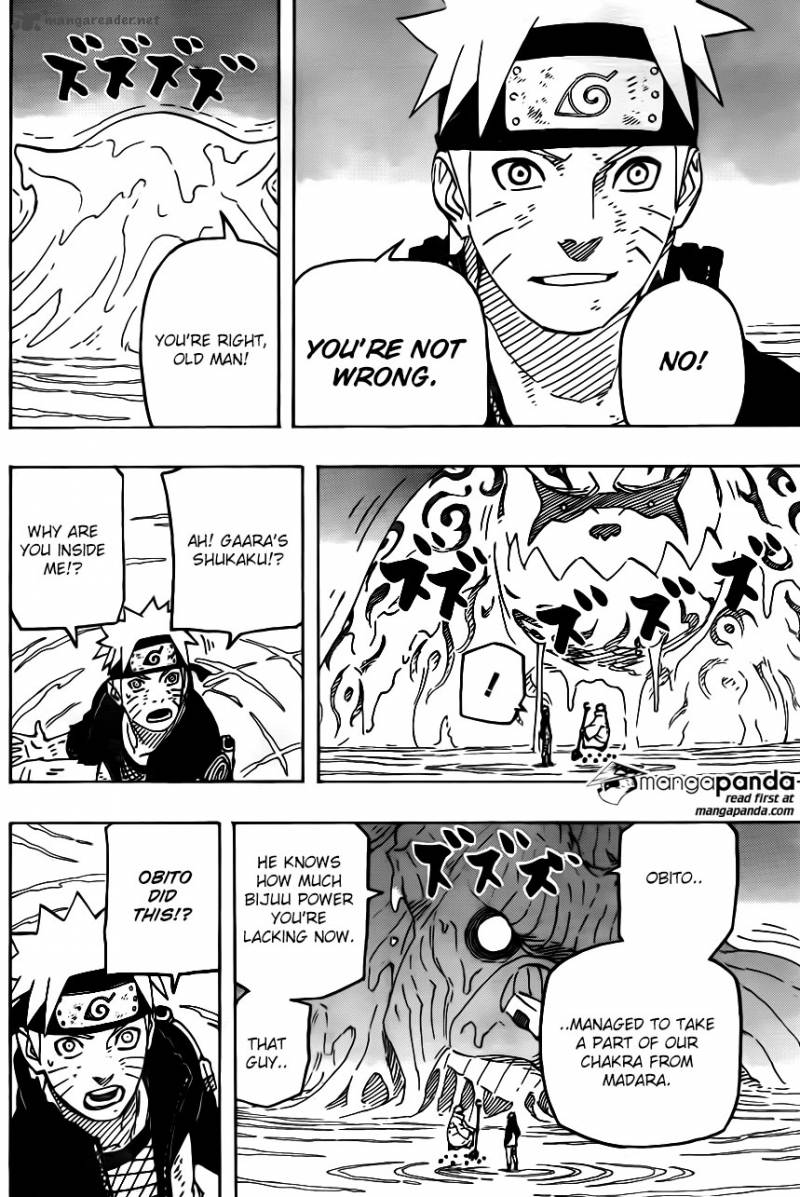 mangareader.net
NO!
YOU'RE NOT
WRONG.
ズズズズ
YOU'RE RIGHT,
OLD MAN!
ズズズズズ
!
AH! GAARA'S
SHUKAKU!?
WHY ARE
YOU INSIDE
ME!?
mangapanda
read first at
mangapanda.com
OBITO..
..MANAGED TO TAKE
A PART OF OUR
CHAKRA FROM
MADARA.
ズズズ
HE KNOWS
HOW MUCH
BIJUU POWER
YOU'RE
LACKING NOW.
THAT
GUY..
OBITO
DID
THIS!?